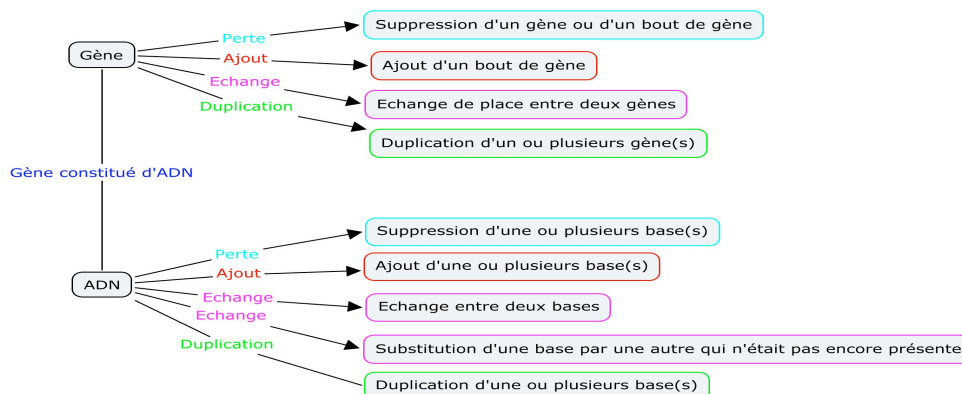 Suppression d'un gène ou d'un bout de gène
Perte
Gène
Ajout
Ajout d'un bout de gène
Echange
Echange de place entre deux gènes
Duplication
Duplication d'un ou plusieurs gène(s)
Gène constitué d'ADN
Suppression d'une ou plusieurs base(s)
Perte
Ajout d'une ou plusieurs base(s)
Ajout
ADN
Echange
Echange entre deux bases
Echange
Duplication
Substitution d'une base par une autre qui n'était pas encore présente
Duplication d'une ou plusieurs base(s)